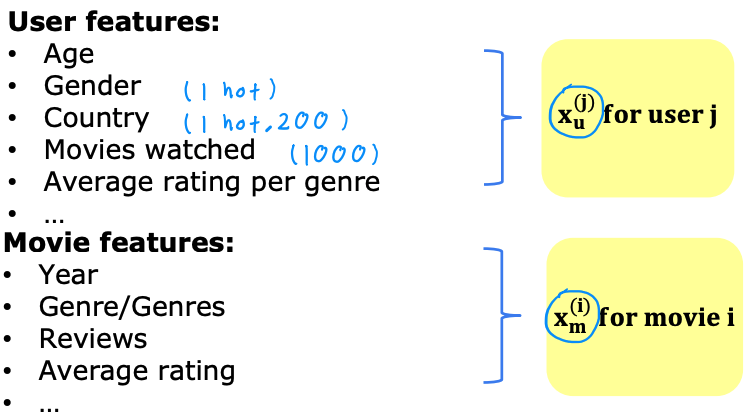 User features:
• Age
• Gender (1 hot)
• Country (1 hot, 200)
• Movies watched (1000)
• Average rating per genre
• ...
x_u^(j) for user j
Movie features:
• Year
• Genre/Genres
• Reviews
• Average rating
• ...
x_m^(i) for movie i